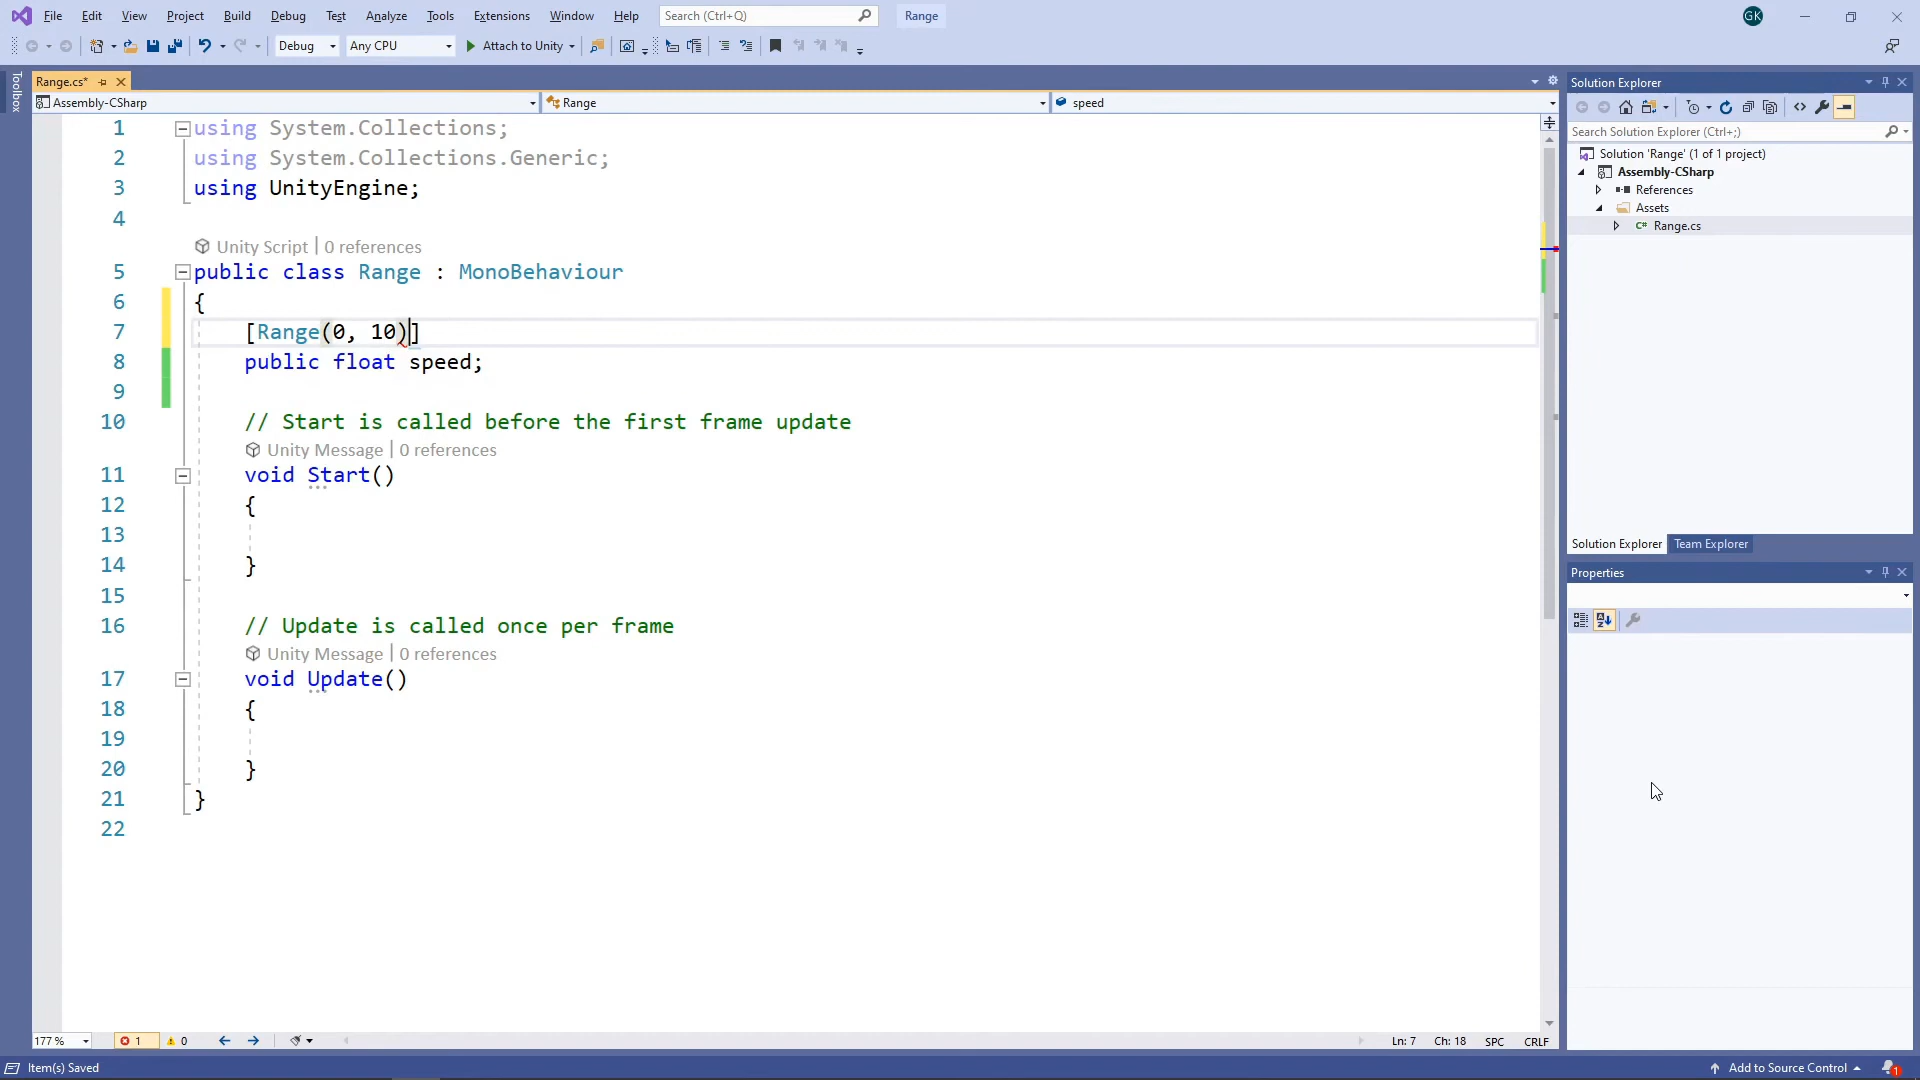 File Edit View Project Build Debug Test Analyze Tools Extensions Window Help Search (Ctrl+Q) Range GK
Debug Any CPU Attach to Unity
Toolbox
Range.cs*
Assembly-CSharp Range speed
1 using System.Collections;
2 using System.Collections.Generic;
3 using UnityEngine;
4
Unity Script | 0 references
5 public class Range : MonoBehaviour
6 {
7 [Range(0, 10)]
8 public float speed;
9
10 // Start is called before the first frame update
Unity Message | 0 references
11 void Start()
12 {
13
14 }
15
16 // Update is called once per frame
Unity Message | 0 references
17 void Update()
18 {
19
20 }
21 }
22
177 % 1 0 Ln: 7 Ch: 18 SPC CRLF
Solution Explorer
Search Solution Explorer (Ctrl+;)
Solution 'Range' (1 of 1 project)
Assembly-CSharp
References
Assets
C# Range.cs
Solution Explorer Team Explorer
Properties
Item(s) Saved Add to Source Control 1